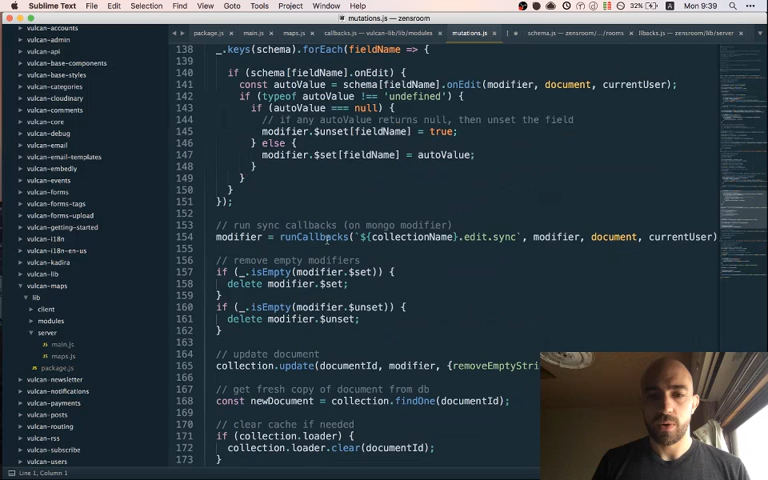 Sublime Text File Edit Selection Find View Goto Tools Project Window Help 32% Mon 9:39
mutations.js — zensroom
package.js × main.js × maps.js × callbacks.js — vulcan-lib/lib/modules × mutations.js × schema.js — zensroom/.../rooms × llbacks.js — zensroom/lib/server
vulcan-accounts
vulcan-admin
vulcan-api
vulcan-base-components
vulcan-base-styles
vulcan-categories
vulcan-cloudinary
vulcan-comments
vulcan-core
vulcan-debug
vulcan-email
vulcan-email-templates
vulcan-embedly
vulcan-events
vulcan-forms
vulcan-forms-tags
vulcan-forms-upload
vulcan-getting-started
vulcan-i18n
vulcan-i18n-en-us
vulcan-kadira
vulcan-lib
vulcan-maps
lib
client
modules
server
main.js
maps.js
package.js
vulcan-newsletter
vulcan-notifications
vulcan-payments
vulcan-posts
vulcan-routing
vulcan-rss
vulcan-subscribe
vulcan-users
138 _.keys(schema).forEach(fieldName => {
139
140 if (schema[fieldName].onEdit) {
141 const autoValue = schema[fieldName].onEdit(modifier, document, currentUser);
142 if (typeof autoValue !== 'undefined') {
143 if (autoValue === null) {
144 // if any autoValue returns null, then unset the field
145 modifier.$unset[fieldName] = true;
146 } else {
147 modifier.$set[fieldName] = autoValue;
148 }
149 }
150 }
151 });
152
153 // run sync callbacks (on mongo modifier)
154 modifier = runCallbacks(`${collectionName}.edit.sync`, modifier, document, currentUser)
155
156 // remove empty modifiers
157 if (_.isEmpty(modifier.$set)) {
158 delete modifier.$set;
159 }
160 if (_.isEmpty(modifier.$unset)) {
161 delete modifier.$unset;
162 }
163
164 // update document
165 collection.update(documentId, modifier, {removeEmptyStri
166
167 // get fresh copy of document from db
168 const newDocument = collection.findOne(documentId);
169
170 // clear cache if needed
171 if (collection.loader) {
172 collection.loader.clear(documentId);
173 }
Line 1, Column 1